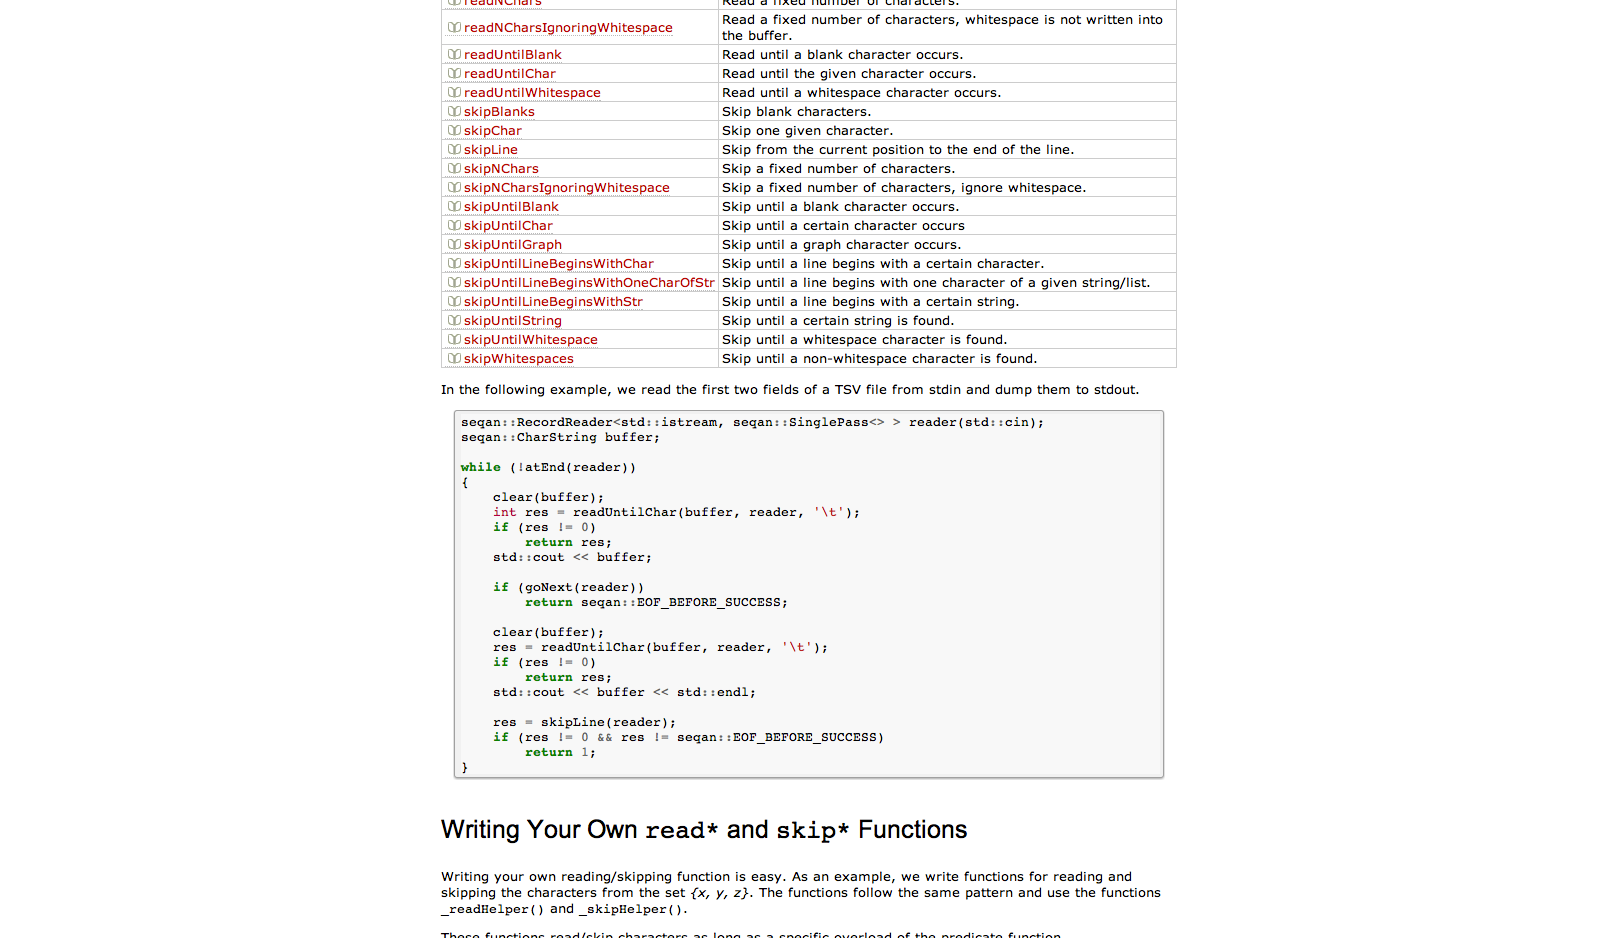 readNChars Read a fixed number of characters.
readNCharsIgnoringWhitespace Read a fixed number of characters, whitespace is not written into
the buffer.
readUntilBlank Read until a blank character occurs.
readUntilChar Read until the given character occurs.
readUntilWhitespace Read until a whitespace character occurs.
skipBlanks Skip blank characters.
skipChar Skip one given character.
skipLine Skip from the current position to the end of the line.
skipNChars Skip a fixed number of characters.
skipNCharsIgnoringWhitespace Skip a fixed number of characters, ignore whitespace.
skipUntilBlank Skip until a blank character occurs.
skipUntilChar Skip until a certain character occurs
skipUntilGraph Skip until a graph character occurs.
skipUntilLineBeginsWithChar Skip until a line begins with a certain character.
skipUntilLineBeginsWithOneCharOfStr Skip until a line begins with one character of a given string/list.
skipUntilLineBeginsWithStr Skip until a line begins with a certain string.
skipUntilString Skip until a certain string is found.
skipUntilWhitespace Skip until a whitespace character is found.
skipWhitespaces Skip until a non-whitespace character is found.
In the following example, we read the first two fields of a TSV file from stdin and dump them to stdout.
seqan::RecordReader<std::istream, seqan::SinglePass<> > reader(std::cin);
seqan::CharString buffer;
while (!atEnd(reader))
{
    clear(buffer);
    int res = readUntilChar(buffer, reader, '\t');
    if (res != 0)
        return res;
    std::cout << buffer;
    if (goNext(reader))
        return seqan::EOF_BEFORE_SUCCESS;
    clear(buffer);
    res = readUntilChar(buffer, reader, '\t');
    if (res != 0)
        return res;
    std::cout << buffer << std::endl;
    res = skipLine(reader);
    if (res != 0 && res != seqan::EOF_BEFORE_SUCCESS)
        return 1;
}
Writing Your Own read* and skip* Functions
Writing your own reading/skipping function is easy. As an example, we write functions for reading and
skipping the characters from the set {x, y, z}. The functions follow the same pattern and use the functions
_readHelper() and _skipHelper().
These functions read/skip characters as long as a specific overload of the predicate function